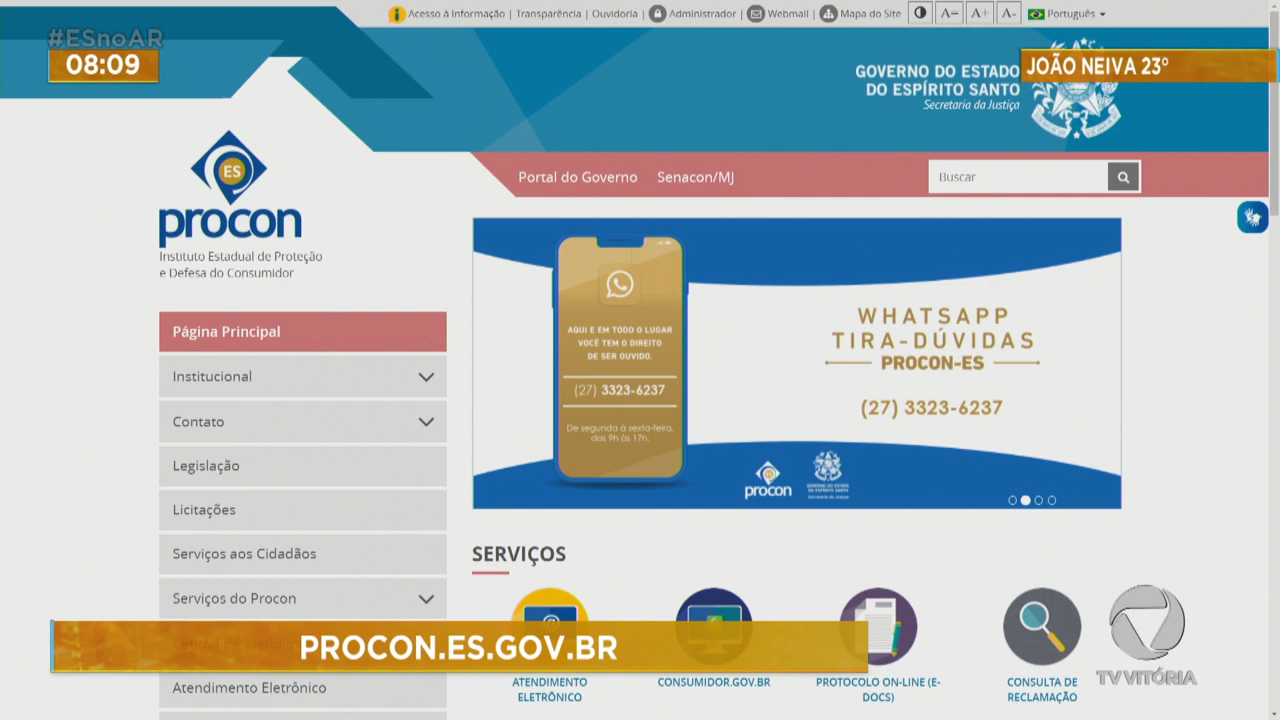 Acesso à Informação | Transparência | Ouvidoria | Administrador | Webmail | Mapa do Site A= A+ A- Português
#ESnoAR
08:09
JOÃO NEIVA 23°
GOVERNO DO ESTADO
DO ESPÍRITO SANTO
Secretaria da Justiça
ES
procon
Instituto Estadual de Proteção
e Defesa do Consumidor
Portal do Governo Senacon/MJ
Buscar
Página Principal
Institucional
Contato
Legislação
Licitações
Serviços aos Cidadãos
Serviços do Procon
Atendimento Eletrônico
AQUI E EM TODO O LUGAR
VOCÊ TEM O DIREITO
DE SER OUVIDO.
(27) 3323-6237
De segunda à sexta-feira,
das 9h às 17h.
WHATSAPP
TIRA-DÚVIDAS
PROCON-ES
(27) 3323-6237
procon
SERVIÇOS
PROCON.ES.GOV.BR
ATENDIMENTO
ELETRÔNICO
CONSUMIDOR.GOV.BR
PROTOCOLO ON-LINE (E-
DOCS)
CONSULTA DE
RECLAMAÇÃO
TV VITÓRIA